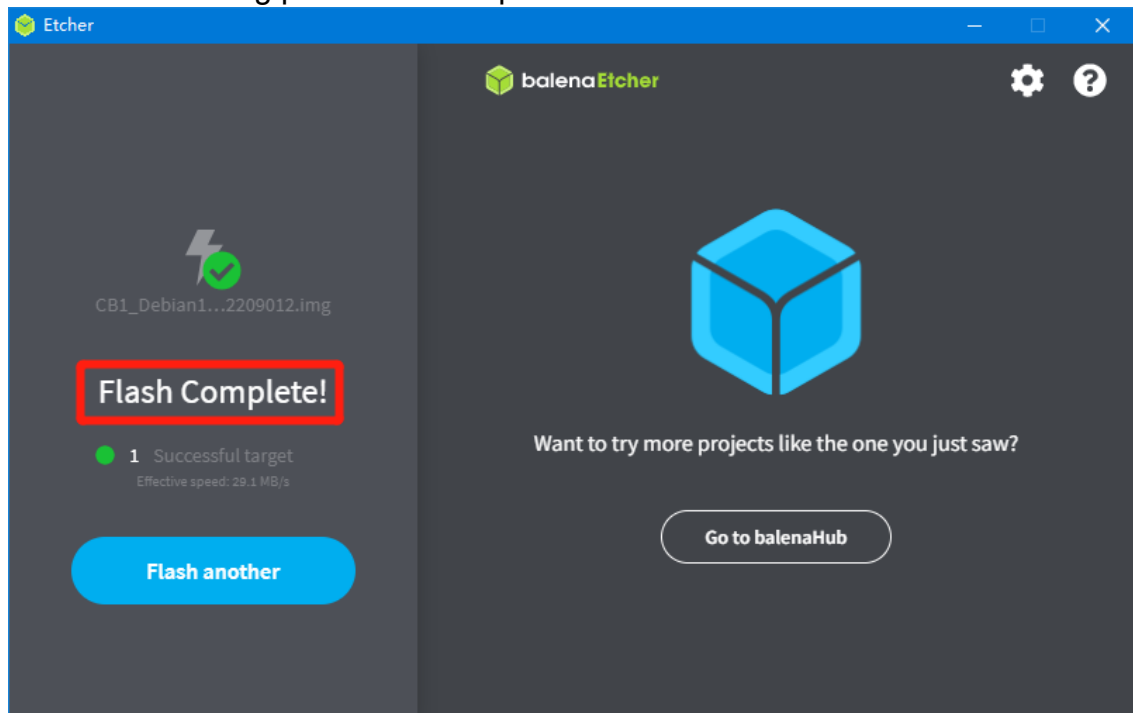 Etcher
balenaEtcher
CB1_Debian1...2209012.img
Flash Complete!
1 Successful target
Effective speed: 29.1 MB/s
Flash another
Want to try more projects like the one you just saw?
Go to balenaHub